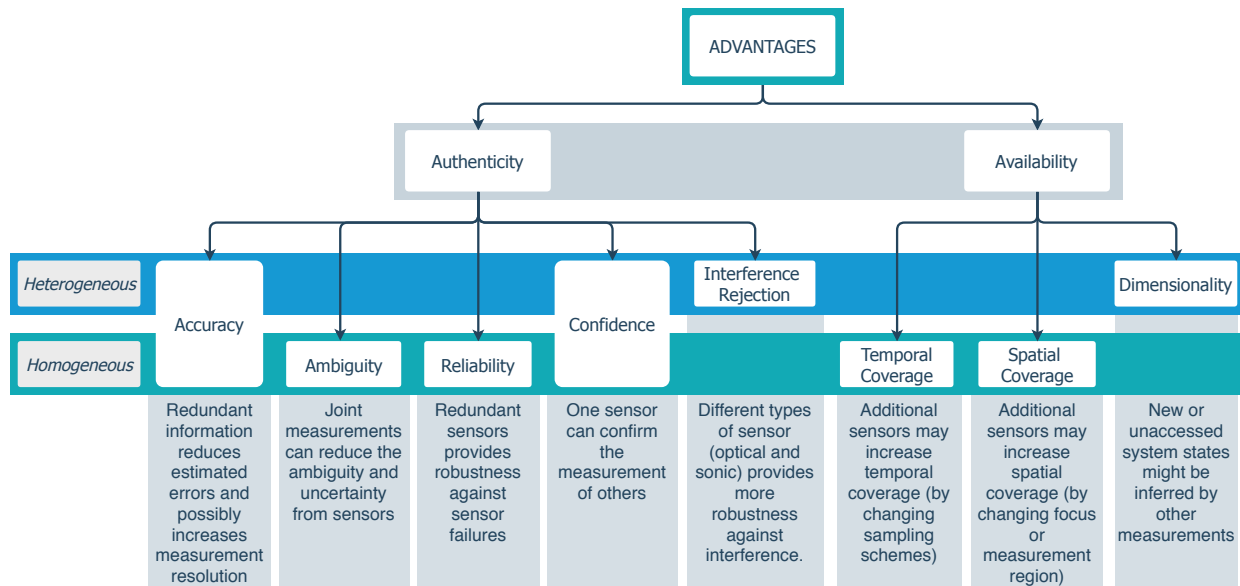 ADVANTAGES
Authenticity
Availability
Heterogeneous
Accuracy
Confidence
Interference
Rejection
Dimensionality
Homogeneous
Ambiguity
Reliability
Temporal
Coverage
Spatial
Coverage
Redundant
information
reduces
estimated
errors and
possibly
increases
measurement
resolution
Joint
measurements
can reduce the
ambiguity and
uncertainty
from sensors
Redundant
sensors
provides
robustness
against
sensor
failures
One sensor
can confirm
the
measurement
of others
Different types
of sensor
(optical and
sonic) provides
more
robustness
against
interference.
Additional
sensors may
increase
temporal
coverage (by
changing
sampling
schemes)
Additional
sensors may
increase
spatial
coverage (by
changing focus
or
measurement
region)
New or
unaccessed
system states
might be
inferred by
other
measurements